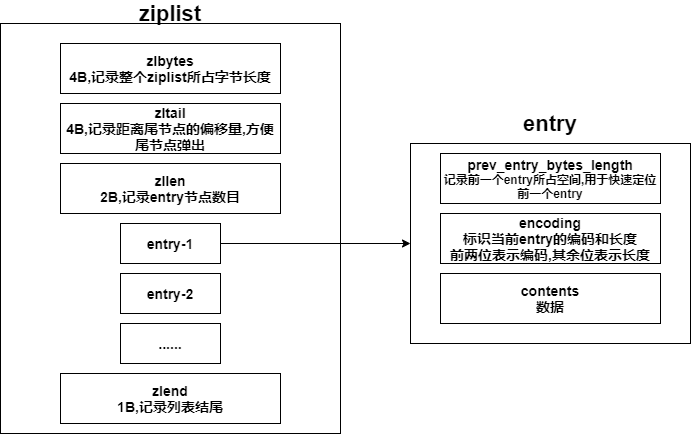 ziplist
zlbytes
4B,记录整个ziplist所占字节长度
zltail
4B,记录距离尾节点的偏移量,方便
尾节点弹出
zllen
2B,记录entry节点数目
entry-1
entry-2
......
zlend
1B,记录列表结尾
entry
prev_entry_bytes_length
记录前一个entry所占空间,用于快速定位
前一个entry
encoding
标识当前entry的编码和长度
前两位表示编码,其余位表示长度
contents
数据